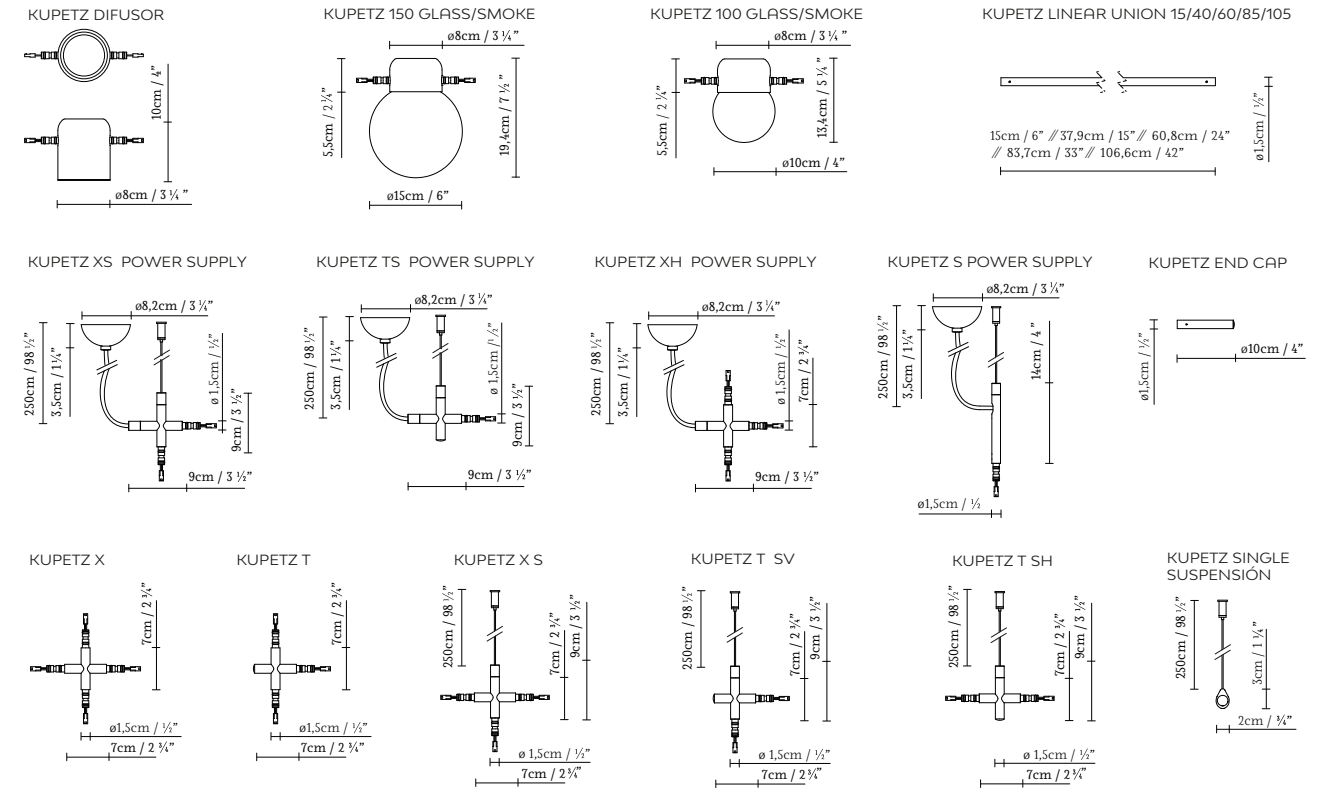 KUPETZ DIFUSOR
10cm / 4”
ø8cm / 3 ¼ ”
KUPETZ 150 GLASS/SMOKE
ø8cm / 3 ¼”
5,5cm / 2 ¼”
19,4cm / 7 ½ ”
ø15cm / 6”
KUPETZ 100 GLASS/SMOKE
ø8cm / 3 ¼”
5,5cm / 2 ¼”
13,4cm / 5 ¼ ”
ø10cm / 4”
KUPETZ LINEAR UNION 15/40/60/85/105
15cm / 6” // 37,9cm / 15” // 60,8cm / 24”
// 83,7cm / 33” // 106,6cm / 42”
ø1,5cm / ½”
KUPETZ XS POWER SUPPLY
ø8,2cm / 3 ¼”
250cm / 98 ½”
3,5cm / 1¼”
ø 1,5cm / ½”
9cm / 3 ½”
9cm / 3 ½”
KUPETZ TS POWER SUPPLY
ø8,2cm / 3 ¼”
250cm / 98 ½”
3,5cm / 1¼”
ø 1,5cm / ½”
9cm / 3 ½”
9cm / 3 ½”
KUPETZ XH POWER SUPPLY
ø8,2cm / 3 ¼”
250cm / 98 ½”
3,5cm / 1¼”
ø 1,5cm / ½”
7cm / 2 ¾”
9cm / 3 ½”
KUPETZ S POWER SUPPLY
ø8,2cm / 3 ¼”
250cm / 98 ½”
3,5cm / 1¼”
14cm / 4 ”
ø1,5cm / ½
KUPETZ END CAP
ø1,5cm / ½”
ø10cm / 4”
KUPETZ X
7cm / 2 ¾”
ø1,5cm / ½”
7cm / 2 ¾”
KUPETZ T
7cm / 2 ¾”
ø1,5cm / ½”
7cm / 2 ¾”
KUPETZ X S
250cm / 98 ½”
7cm / 2 ¾”
9cm / 3 ½”
ø 1,5cm / ½”
7cm / 2 ¾”
KUPETZ T SV
250cm / 98 ½”
7cm / 2 ¾”
9cm / 3 ½”
ø 1,5cm / ½”
7cm / 2 ¾”
KUPETZ T SH
250cm / 98 ½”
7cm / 2 ¾”
9cm / 3 ½”
ø 1,5cm / ½”
7cm / 2 ¾”
KUPETZ SINGLE
SUSPENSIÓN
250cm / 98 ½”
3cm / 1 ¼”
2cm / ¾”